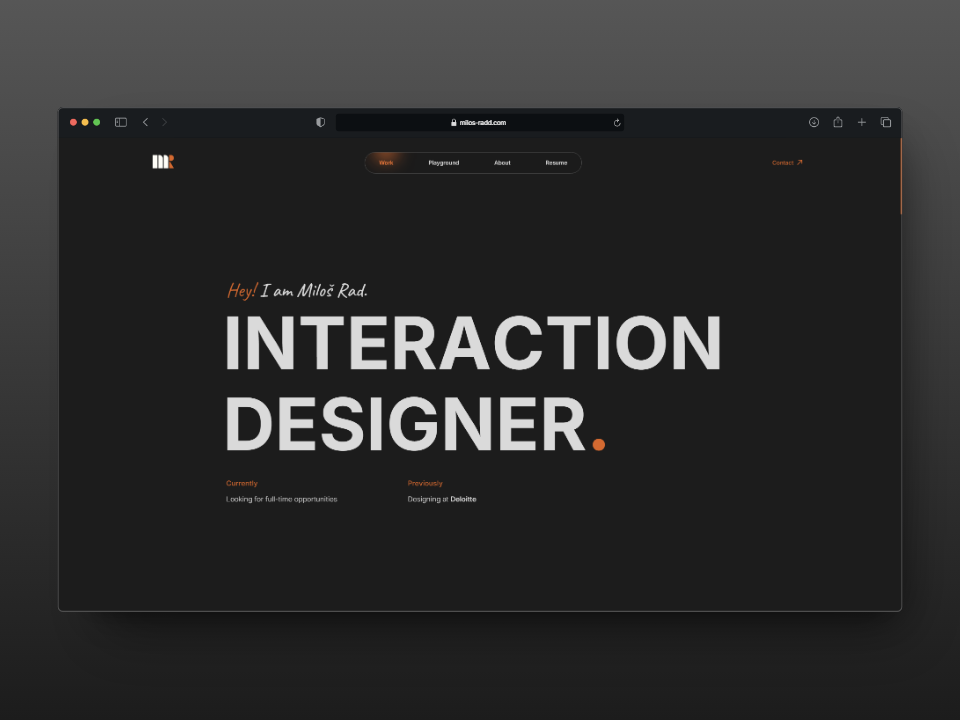 milos-radd.com
mr
Work Playground About Resume
Contact
Hey! I am Miloš Rad.
INTERACTION
DESIGNER.
Currently
Previously
Looking for full-time opportunities
Designing at Deloitte